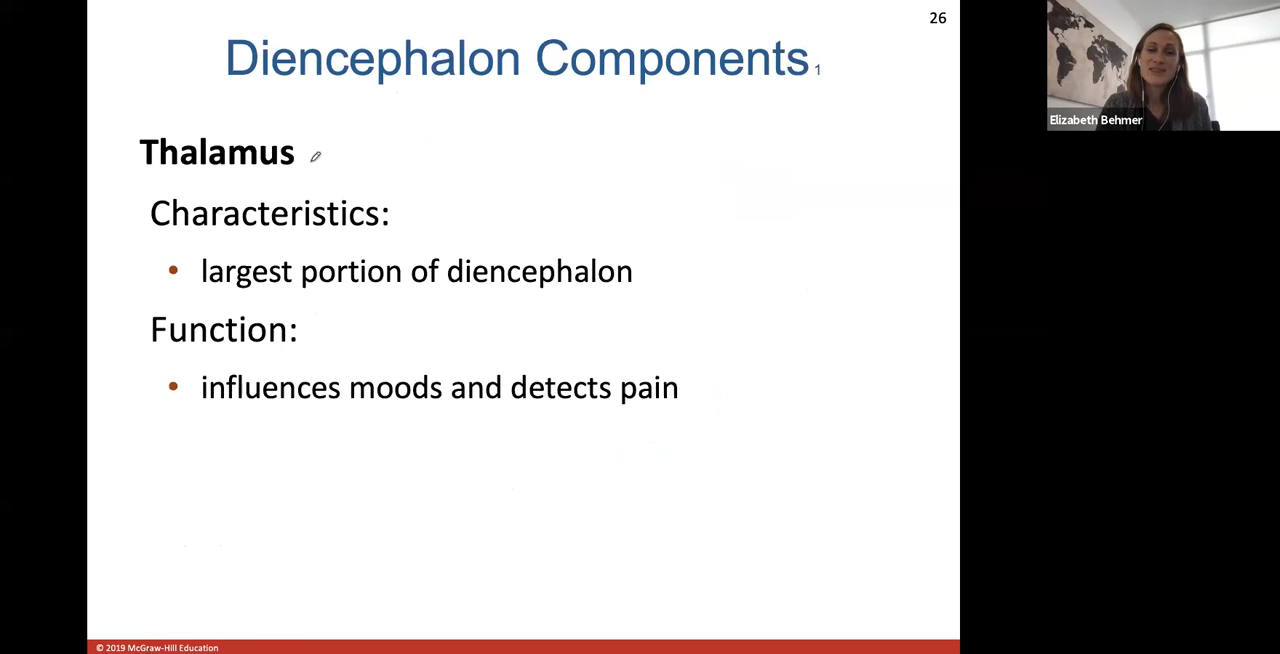 26
Diencephalon Components 1
Elizabeth Behmer
Thalamus
Characteristics:
• largest portion of diencephalon
Function:
• influences moods and detects pain
© 2019 McGraw-Hill Education